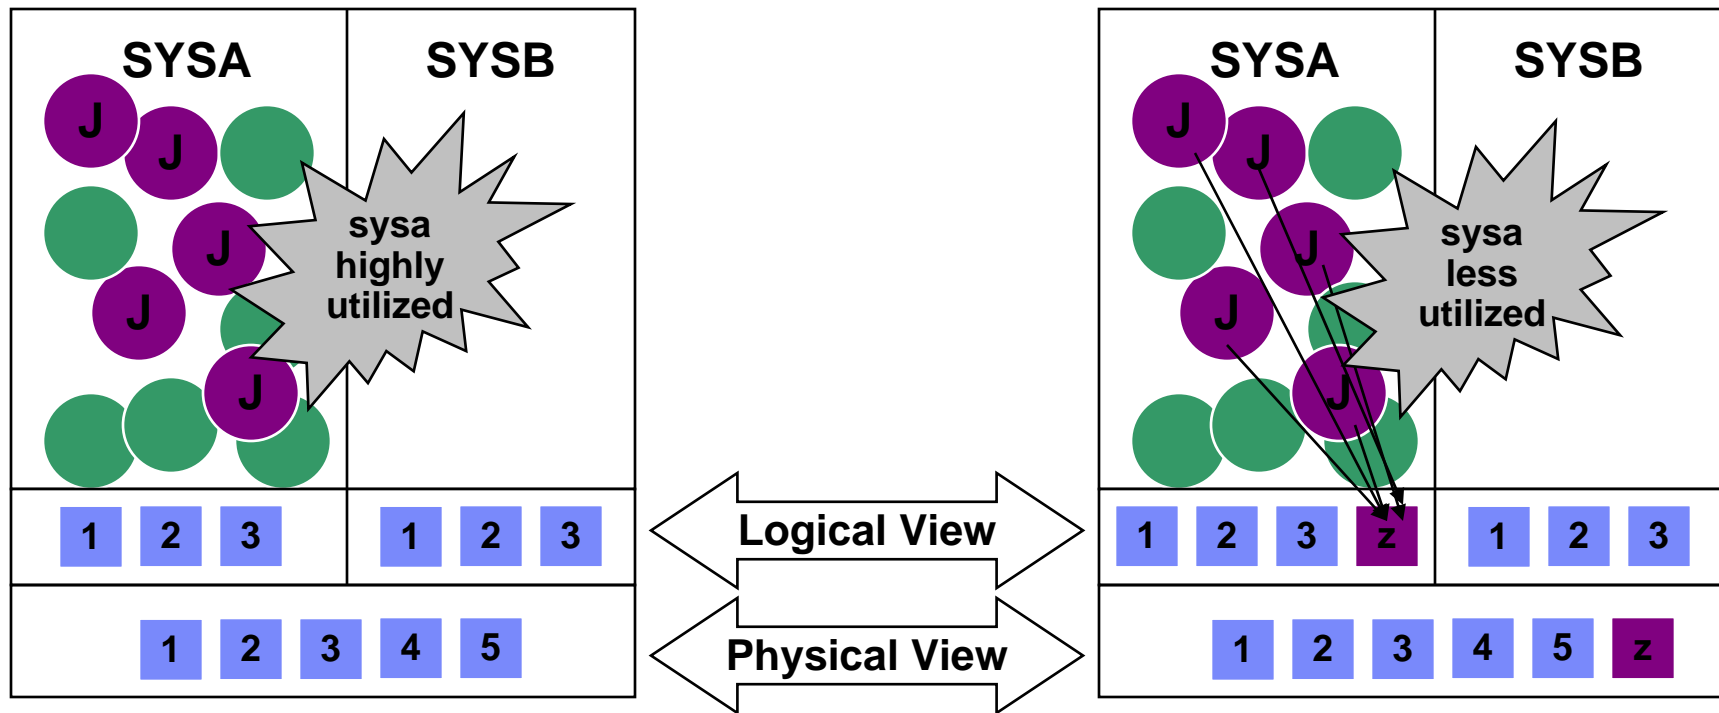 SYSA SYSB
J
J
J
J
J
sysa
highly
utilized
1 2 3 1 2 3
1 2 3 4 5
Logical View
Physical View
SYSA SYSB
J
J
J
J
J
sysa
less
utilized
1 2 3 z 1 2 3
1 2 3 4 5 z